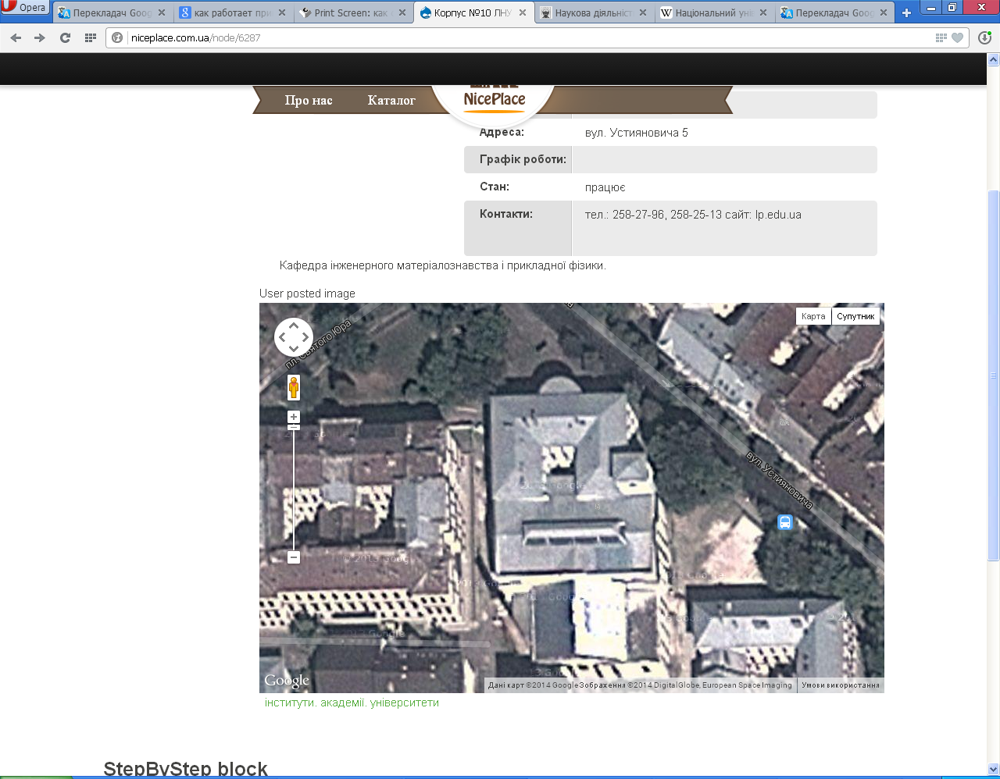 Opera
Перекладач Goog
как работает при
Print Screen: как
Корпус №10 ЛНУ
Наукова діяльніст
Національний уні
Перекладач Goog
niceplace.com.ua/node/6287
Про нас
Каталог
NicePlace
Адреса:
вул. Устияновича 5
Графік роботи:
Стан:
працює
Контакти:
тел.: 258-27-96, 258-25-13 сайт: lp.edu.ua
Кафедра інженерного матеріалознавства і прикладної фізики.
User posted image
Карта
Супутник
пл. Святого Юра
вул. Устияновича
Google
Дані карт ©2014 Google Зображення ©2014 DigitalGlobe, European Space Imaging
Умови використання
інститути. академії. університети
StepByStep block